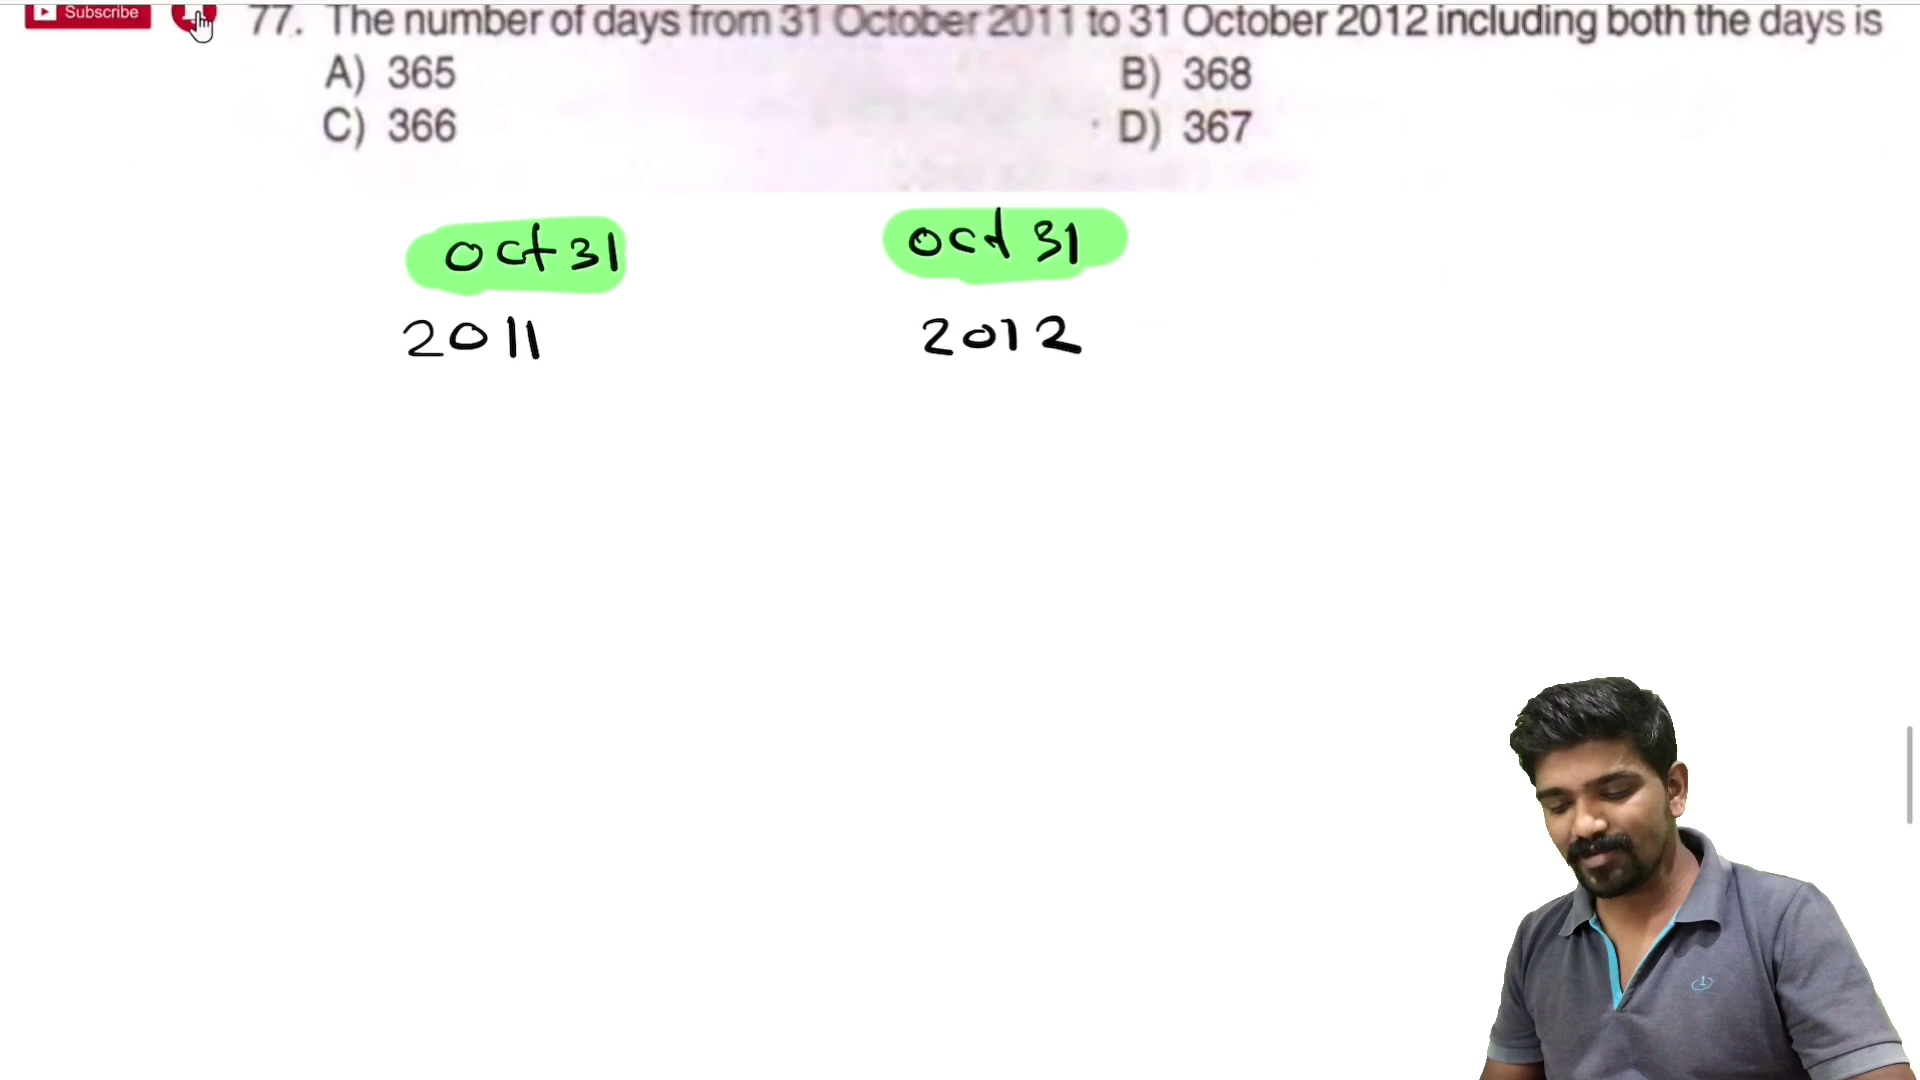 Subscribe
77. The number of days from 31 October 2011 to 31 October 2012 including both the days is
A) 365 B) 368
C) 366 D) 367
oct 31 oct 31
2011 2012